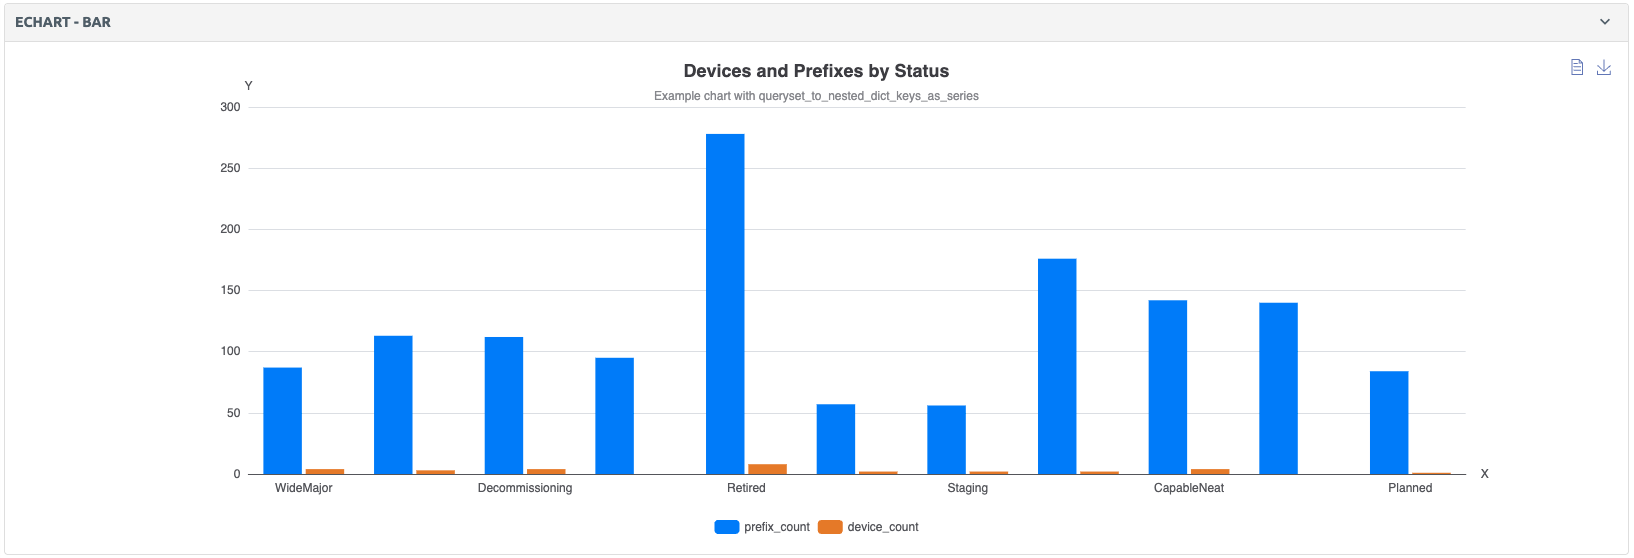 ECHART - BAR
Devices and Prefixes by Status
Example chart with queryset_to_nested_dict_keys_as_series
Y
300
250
200
150
100
50
0
X
WideMajor Decommissioning Retired Staging CapableNeat Planned
prefix_count device_count